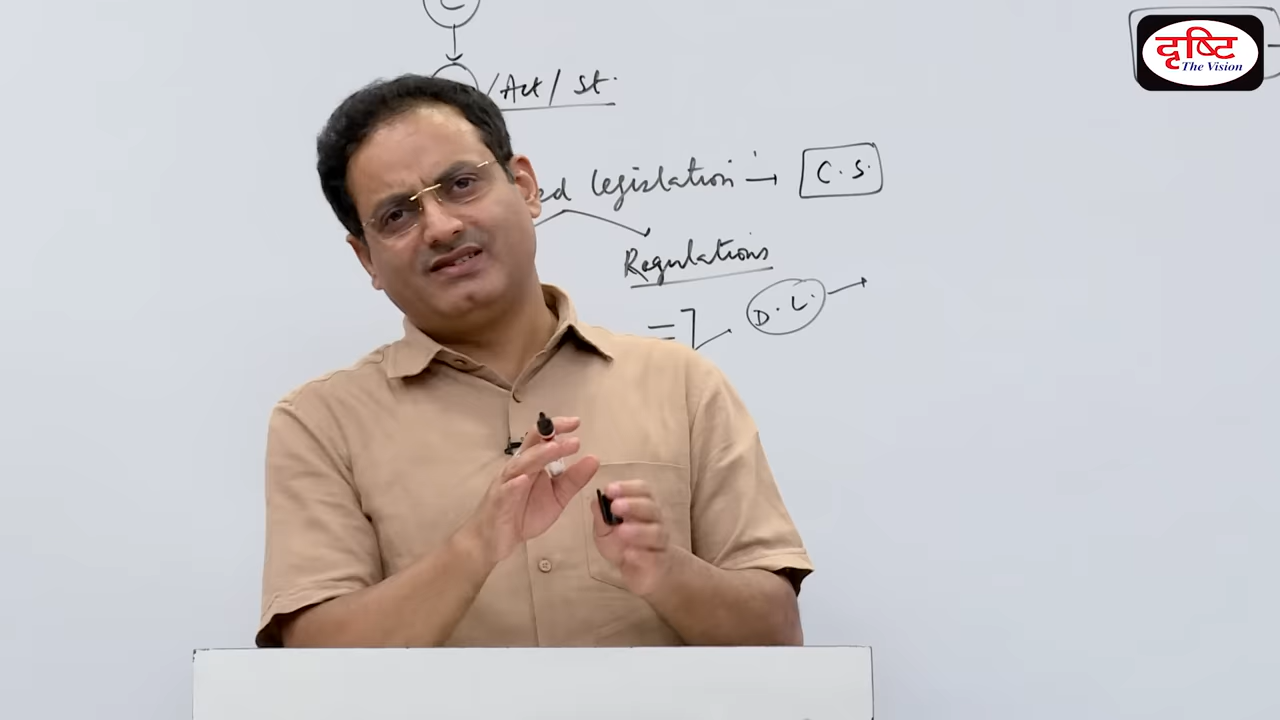 C
/ Act / St.
ed legislation → C. S.
Regulations
= ] D. L. →
दृष्टि
The Vision